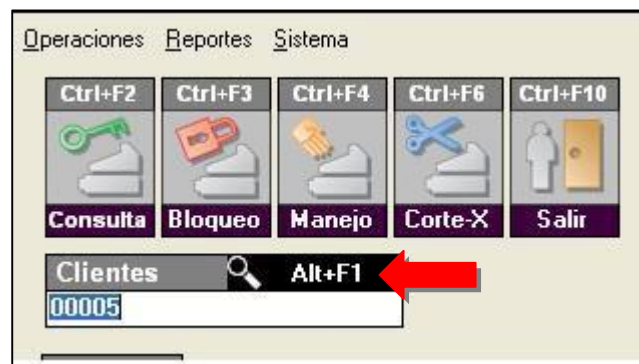 Operaciones Reportes Sistema
Ctrl+F2 Ctrl+F3 Ctrl+F4 Ctrl+F6 Ctrl+F10
Consulta Bloqueo Manejo Corte-X Salir
Clientes Alt+F1
00005